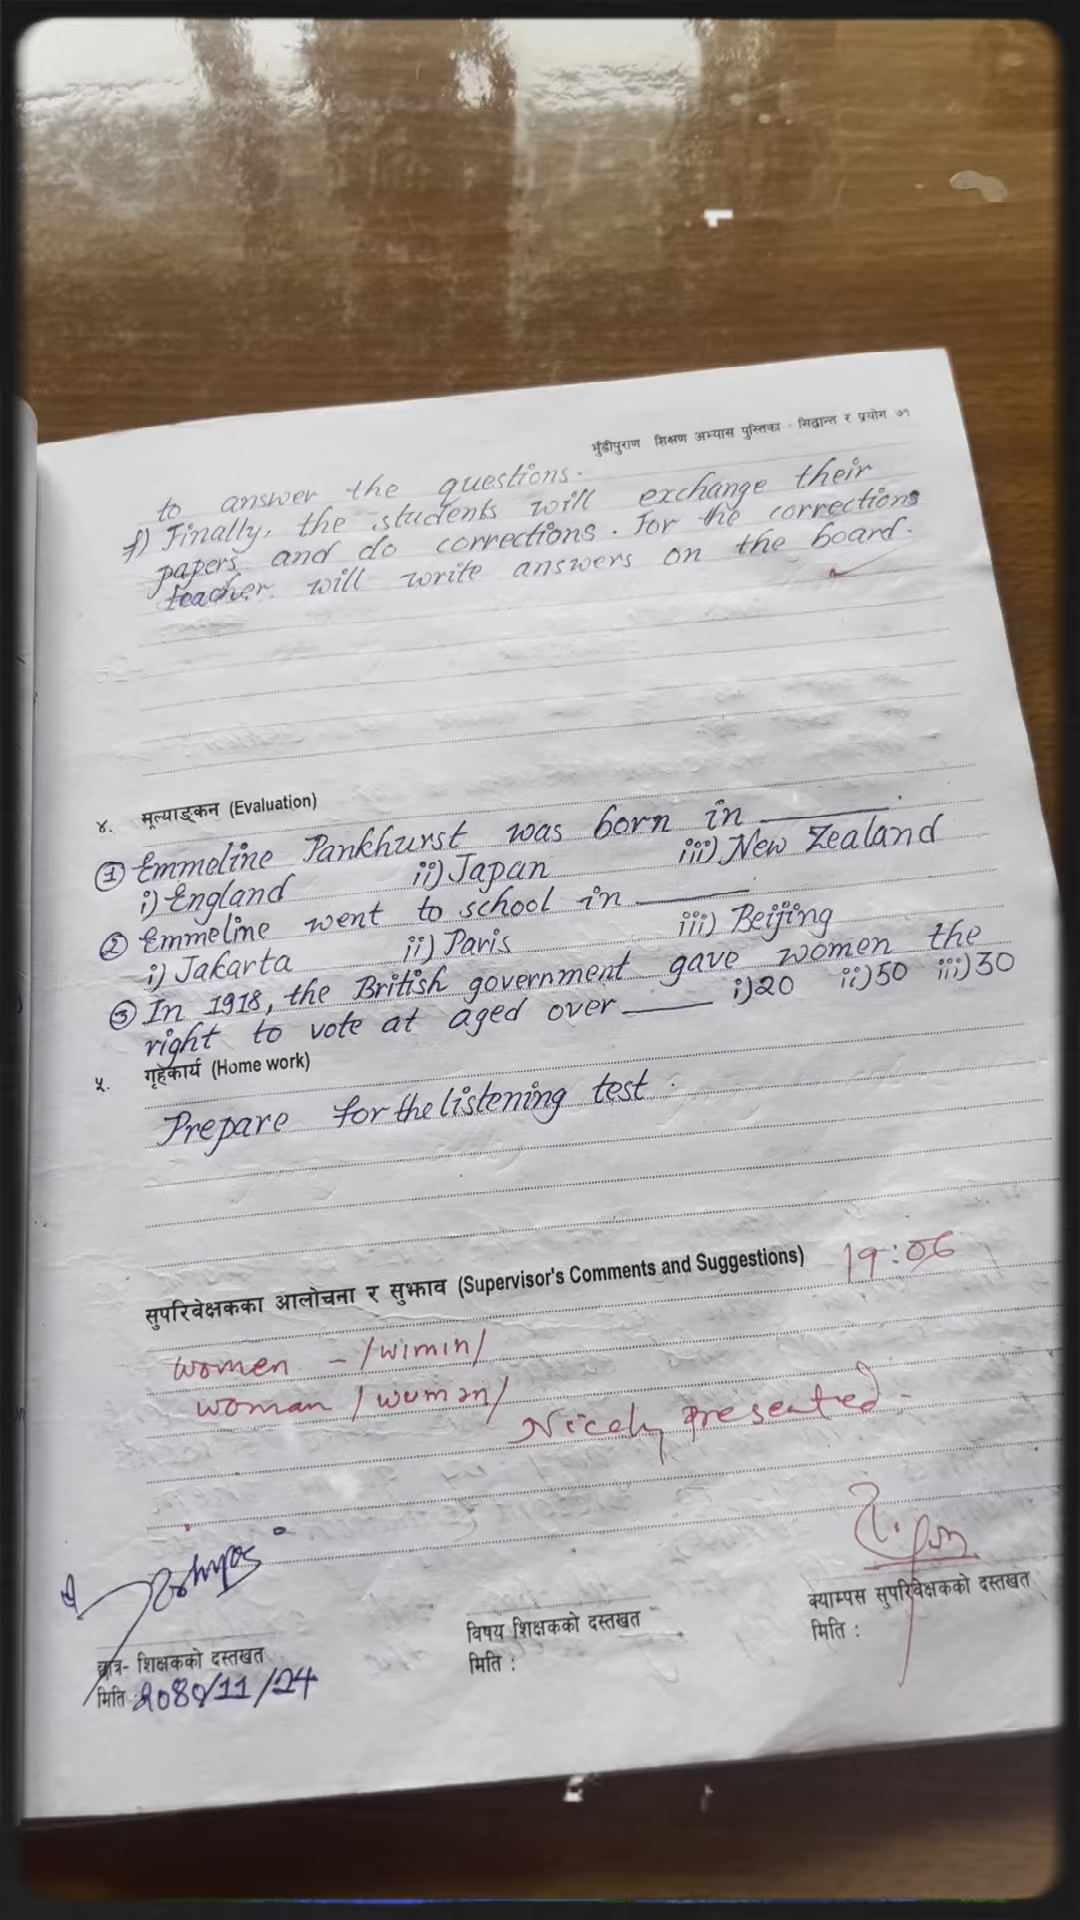 भुँडीपुराण शिक्षण अभ्यास पुस्तिका : सिद्धान्त र प्रयोग ७१
to answer the questions.
f) Finally, the students will exchange their
papers and do corrections. For the corrections
teacher will write answers on the board.
४. मूल्याङ्कन (Evaluation)
① Emmeline Pankhurst was born in ______.
i) England ii) Japan iii) New Zealand
② Emmeline went to school in ______
i) Jakarta ii) Paris iii) Beijing
③ In 1918, the British government gave women the
right to vote at aged over ______ i) 20 ii) 50 iii) 30
५. गृहकार्य (Home work)
Prepare for the listening test.
सुपरिवेक्षकका आलोचना र सुझाव (Supervisor's Comments and Suggestions) 19:06
women - /wimin/
woman /wumən/
Nicely presented.
छात्र- शिक्षकको दस्तखत
मिति 2080/11/24
विषय शिक्षकको दस्तखत
मिति :
क्याम्पस सुपरिवेक्षकको दस्तखत
मिति :